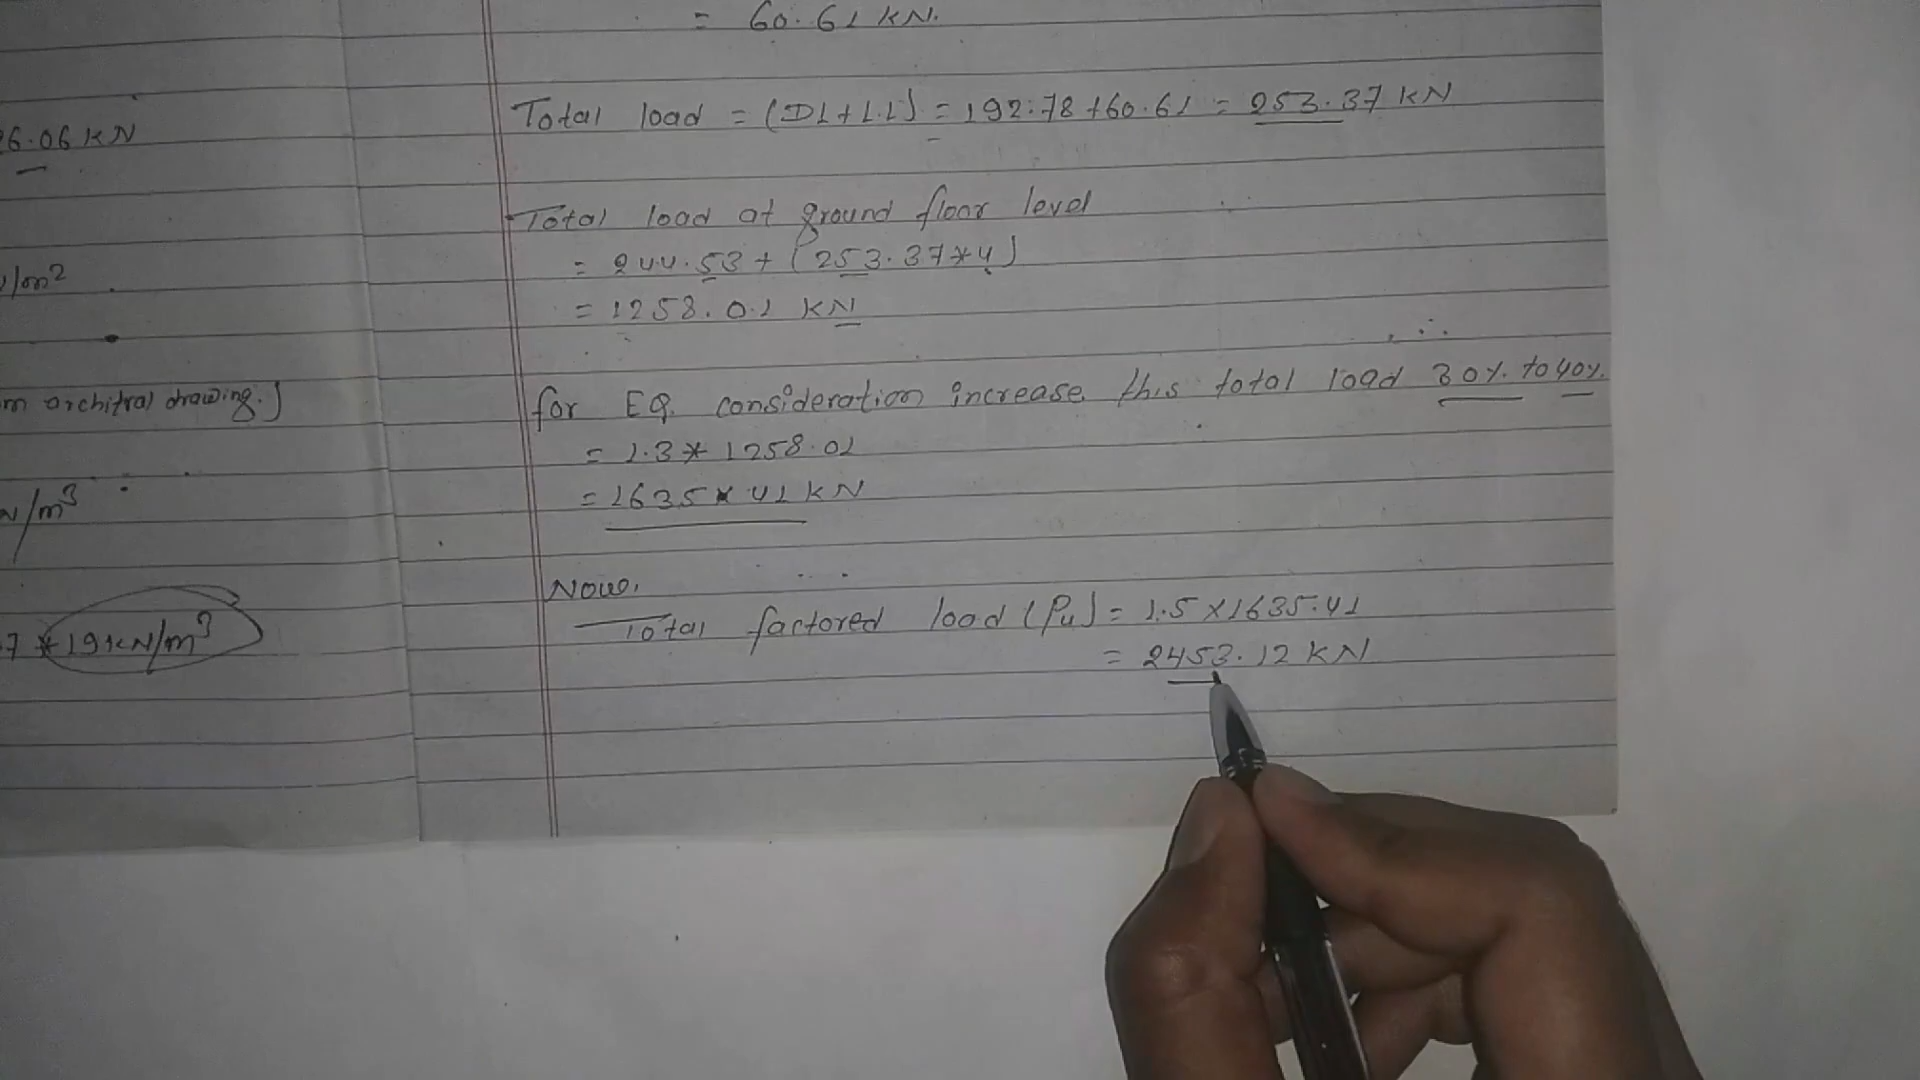 6.06 KN
/m²
m architral drawing.)
N/m³
7 * 19 KN/m³
= 60.61 KN.
Total load = (DL+L.L) = 192.78+60.61 = 253.37 KN
Total load at ground floor level
= 244.53 + (253.37*4)
= 1258.01 KN
for EQ. consideration increase this total load 30%. to 40%.
= 1.3* 1258.01
= 1635.41 KN
Now,
Total factored load (Pu) = 1.5 x 1635.41
= 2453.12 KN